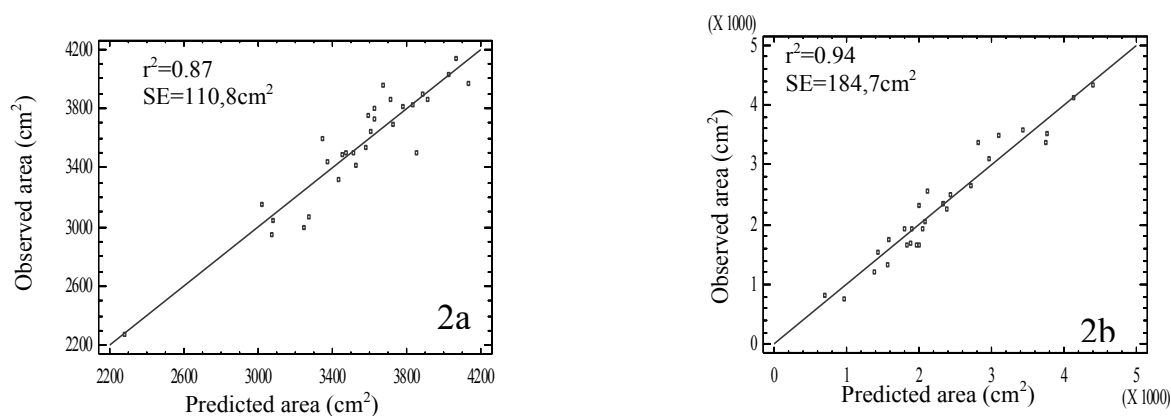 4200
3800
3400
3000
2600
2200
Observed area (cm²)
r²=0.87
SE=110,8cm²
2a
2200 2600 3000 3400 3800 4200
Predicted area (cm²)
(X 1000)
5
4
3
2
1
0
Observed area (cm²)
r²=0.94
SE=184,7cm²
2b
0 1 2 3 4 5
Predicted area (cm²)
(X 1000)